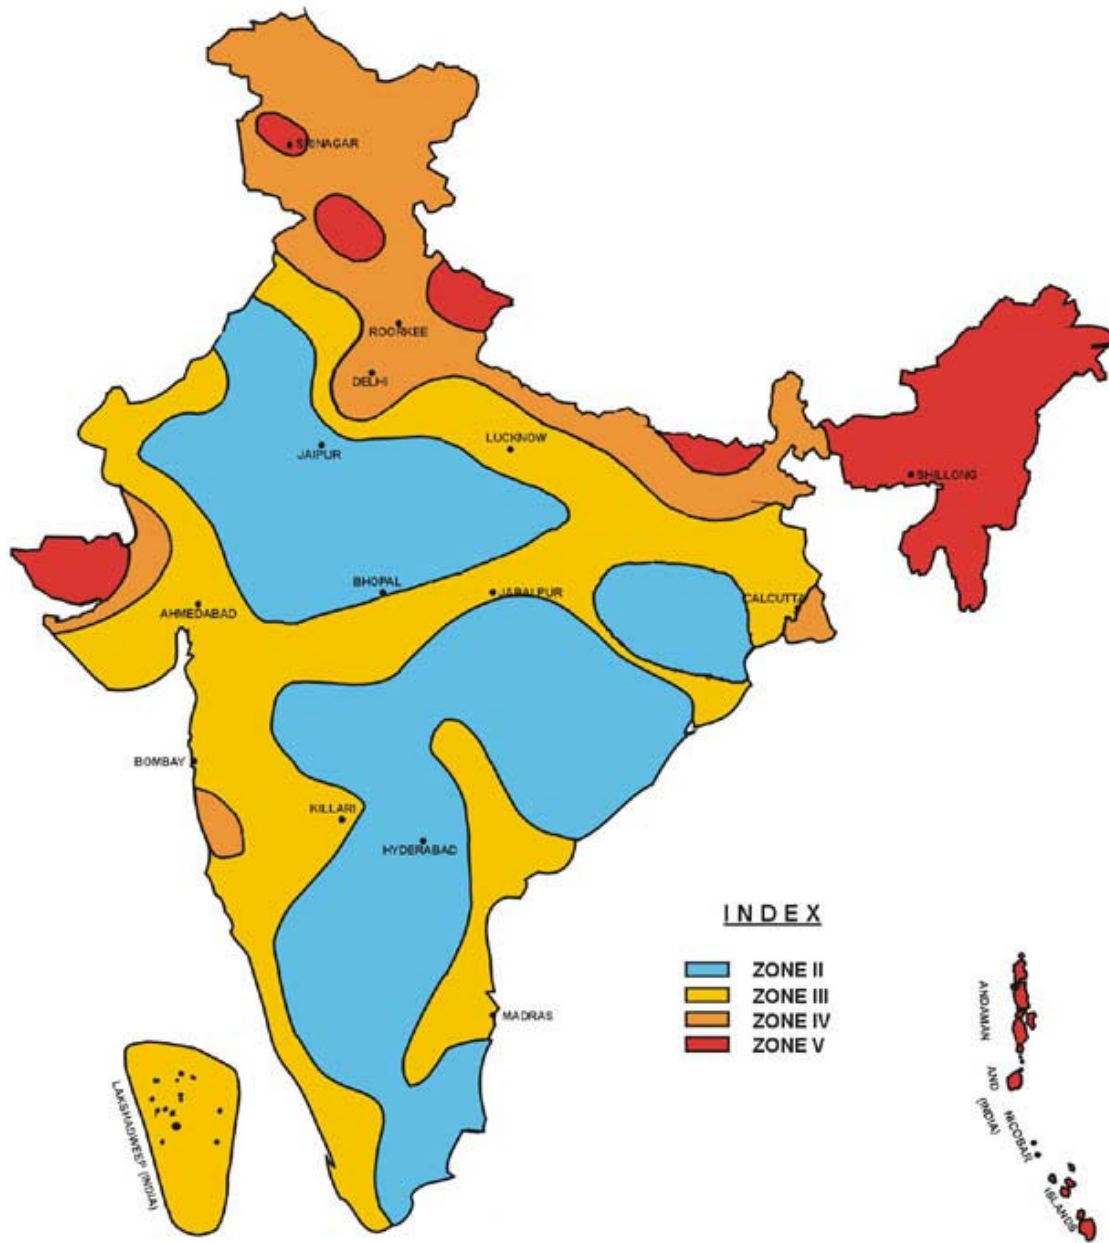 SRINAGAR
ROORKEE
DELHI
LUCKNOW
JAIPUR
SHILLONG
BHOPAL
JABALPUR
CALCUTTA
AHMEDABAD
BOMBAY
KILLARI
HYDERABAD
MADRAS
INDEX
ZONE II
ZONE III
ZONE IV
ZONE V
LAKSHADWEEP (INDIA)
ANDAMAN AND NICOBAR ISLANDS
(INDIA)